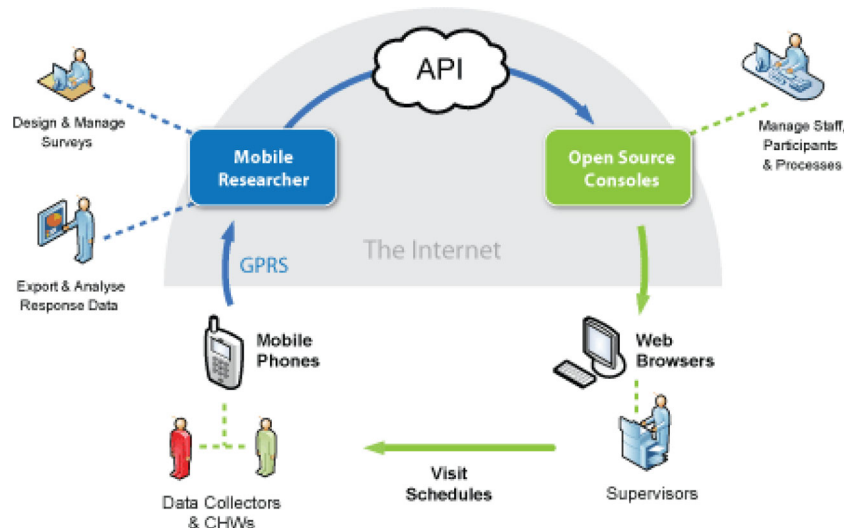 API
Design & Manage
Surveys
Mobile
Researcher
Open Source
Consoles
Manage Staff,
Participants
& Processes
The Internet
GPRS
Export & Analyse
Response Data
Mobile
Phones
Web
Browsers
Visit
Schedules
Data Collectors
& CHWs
Supervisors